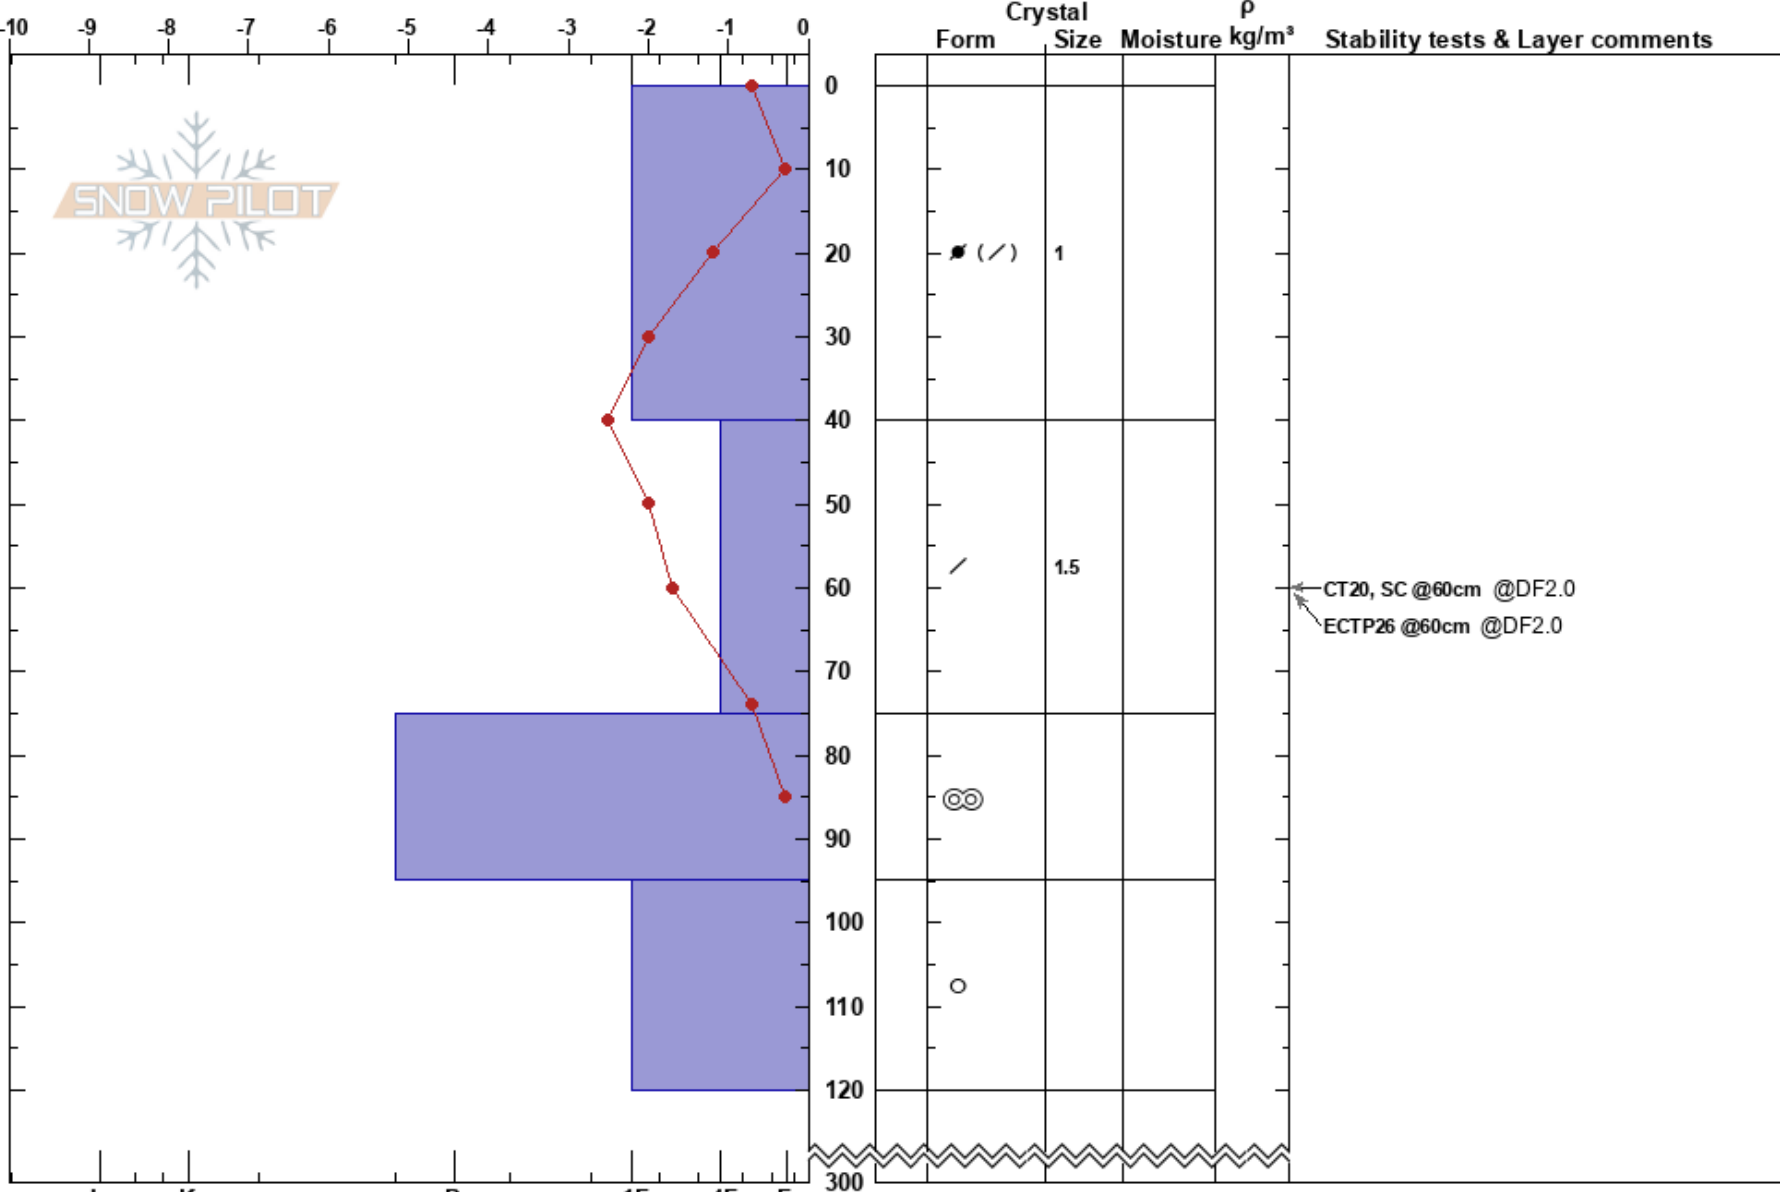 Crystal ρ
Form Size Moisture kg/m³ Stability tests & Layer comments
-10 -9 -8 -7 -6 -5 -4 -3 -2 -1 0
0
10
SNOW PILOT
20 (/) 1
30
40
50
1.5
60 CT20, SC @60cm @DF2.0
ECTP26 @60cm @DF2.0
70
80
90
100
110
120
300